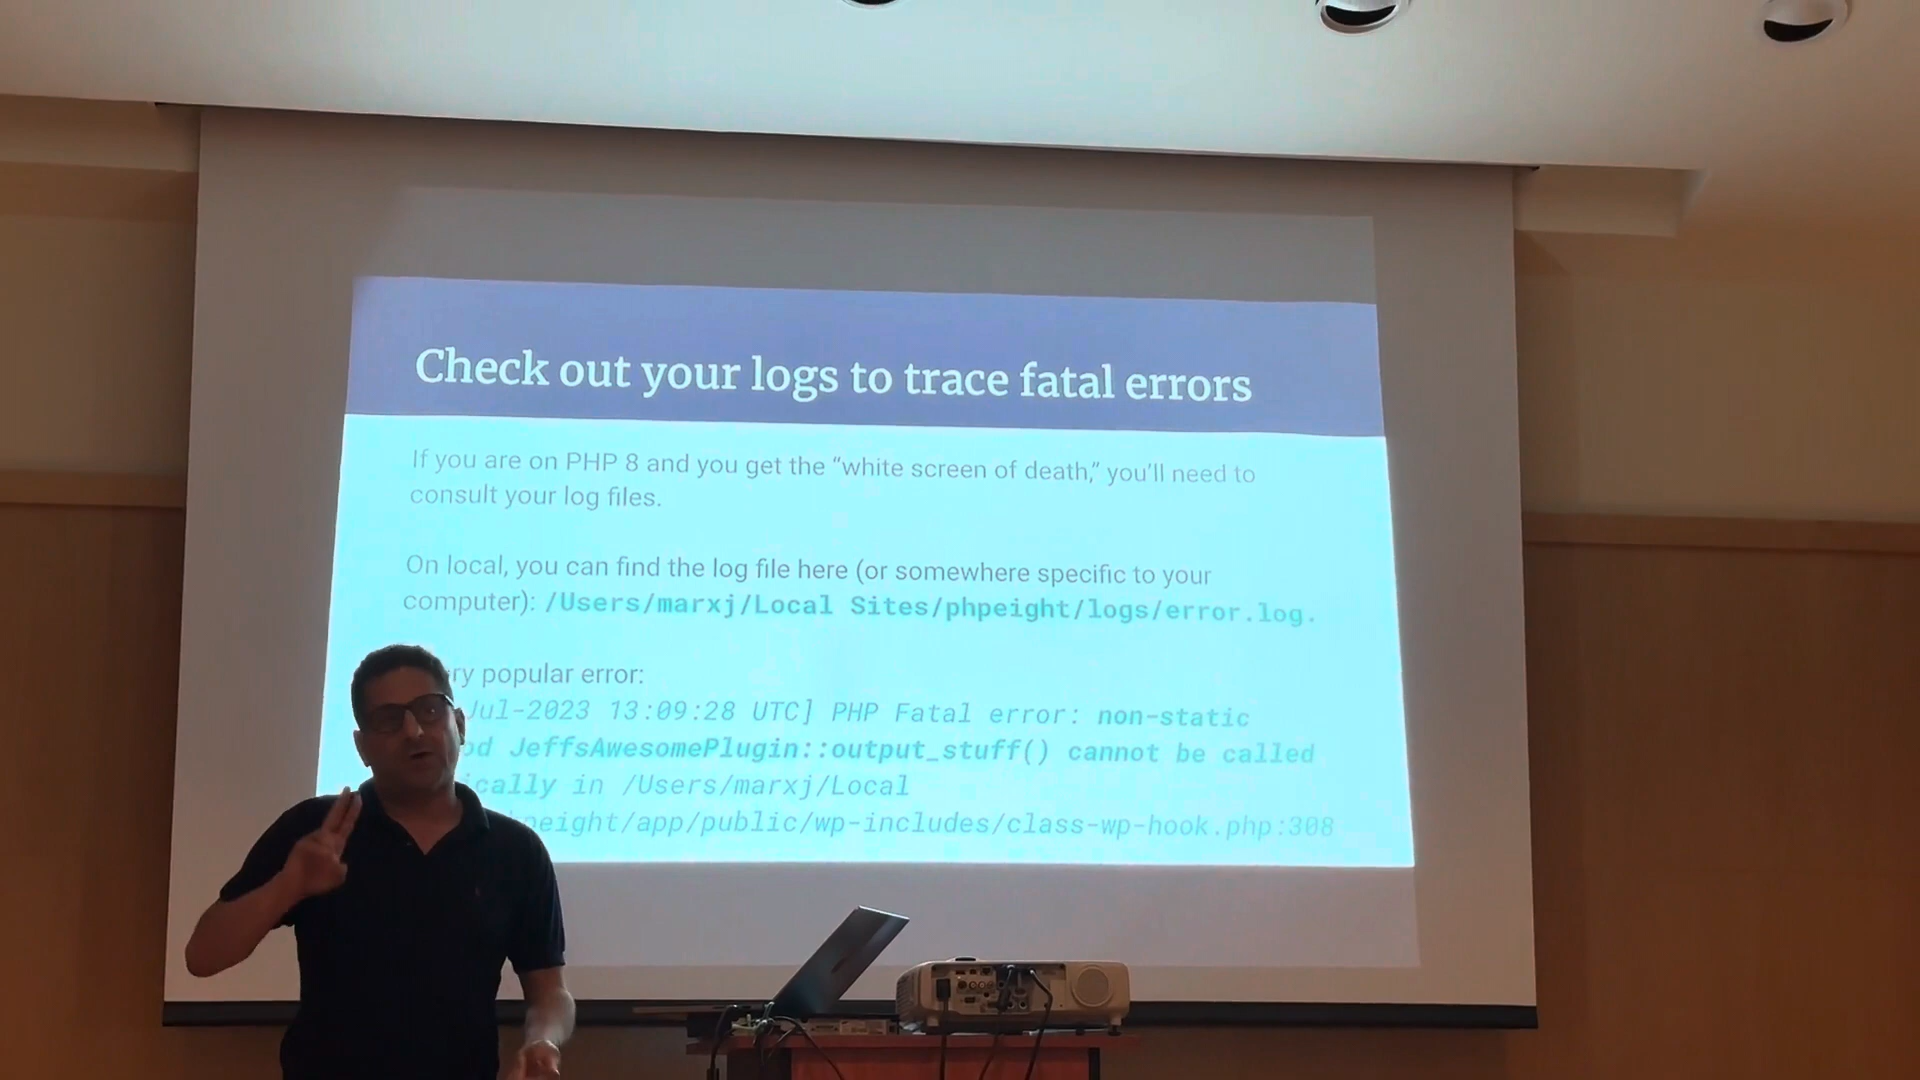 Check out your logs to trace fatal errors
If you are on PHP 8 and you get the “white screen of death,” you’ll need to
consult your log files.
On local, you can find the log file here (or somewhere specific to your
computer): /Users/marxj/Local Sites/phpeight/logs/error.log.
popular error:
Jul-2023 13:09:28 UTC] PHP Fatal error: non-static
JeffsAwesomePlugin::output_stuff() cannot be called
in /Users/marxj/Local
/app/public/wp-includes/class-wp-hook.php:308